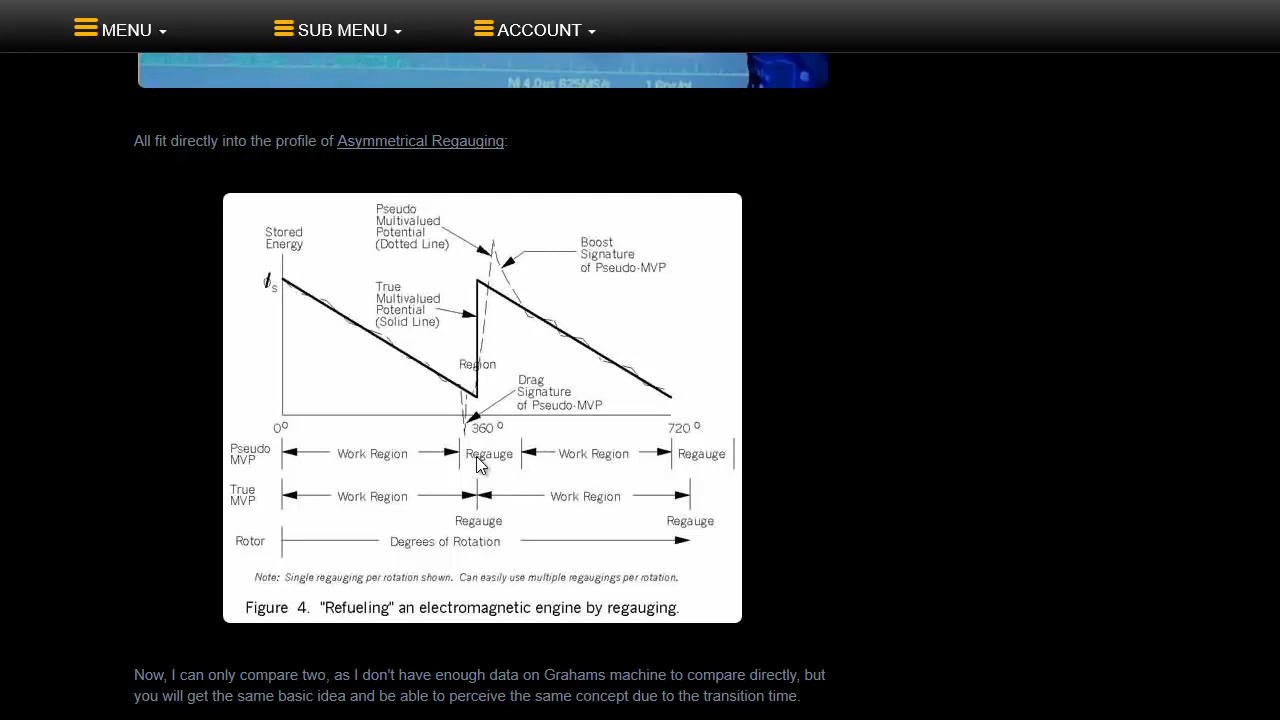 MENU
SUB MENU
ACCOUNT
All fit directly into the profile of Asymmetrical Regauging:
Pseudo
Multivalued
Potential
(Dotted Line)
Stored
Energy
Boost
Signature
of Pseudo-MVP
ϕs
True
Multivalued
Potential
(Solid Line)
Region
Drag
Signature
of Pseudo-MVP
0° 360° 720°
Pseudo
MVP
Work Region Regauge Work Region Regauge
True
MVP
Work Region Work Region
Regauge Regauge
Rotor Degrees of Rotation
Note: Single regauging per rotation shown. Can easily use multiple regaugings per rotation.
Figure 4. "Refueling" an electromagnetic engine by regauging.
Now, I can only compare two, as I don't have enough data on Grahams machine to compare directly, but
you will get the same basic idea and be able to perceive the same concept due to the transition time.